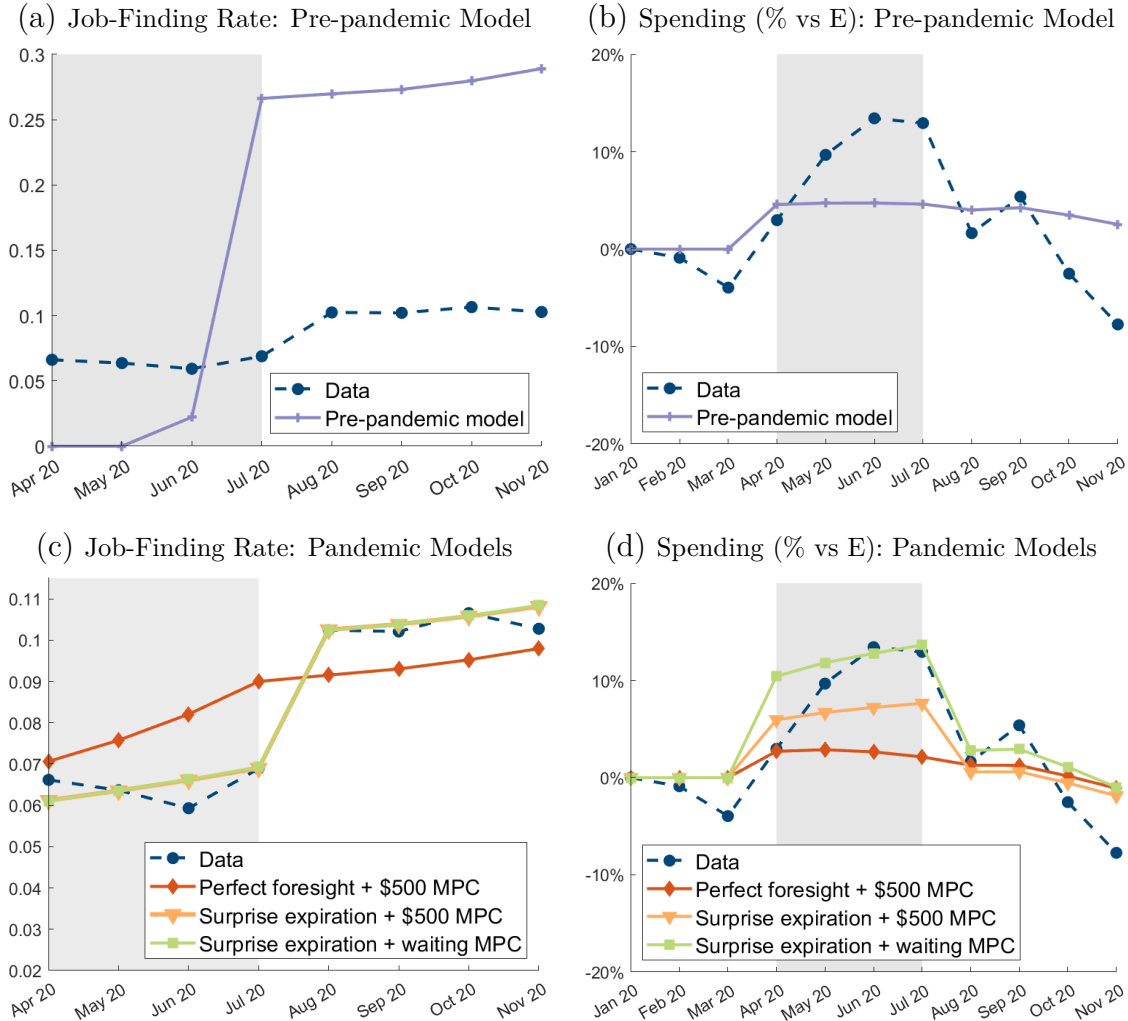 (a) Job-Finding Rate: Pre-pandemic Model
0.3
0.25
0.2
0.15
0.1
0.05
0
Apr 20
May 20
Jun 20
Jul 20
Aug 20
Sep 20
Oct 20
Nov 20
Data
Pre-pandemic model
(b) Spending (% vs E): Pre-pandemic Model
20%
10%
0%
-10%
-20%
Jan 20
Feb 20
Mar 20
Apr 20
May 20
Jun 20
Jul 20
Aug 20
Sep 20
Oct 20
Nov 20
Data
Pre-pandemic model
(c) Job-Finding Rate: Pandemic Models
0.11
0.1
0.09
0.08
0.07
0.06
0.05
0.04
0.03
0.02
Apr 20
May 20
Jun 20
Jul 20
Aug 20
Sep 20
Oct 20
Nov 20
Data
Perfect foresight + $500 MPC
Surprise expiration + $500 MPC
Surprise expiration + waiting MPC
(d) Spending (% vs E): Pandemic Models
20%
10%
0%
-10%
-20%
Jan 20
Feb 20
Mar 20
Apr 20
May 20
Jun 20
Jul 20
Aug 20
Sep 20
Oct 20
Nov 20
Data
Perfect foresight + $500 MPC
Surprise expiration + $500 MPC
Surprise expiration + waiting MPC